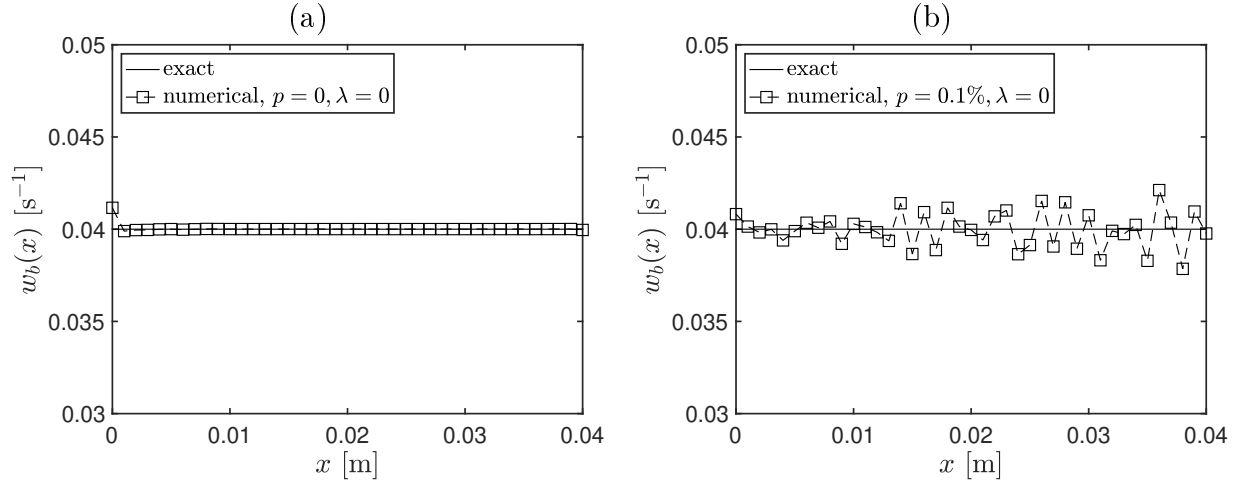 (a)
0.05
0.045
0.04
0.035
0.03
w_b(x) [s⁻¹]
exact
numerical, p = 0, λ = 0
0 0.01 0.02 0.03 0.04
x [m]
(b)
0.05
0.045
0.04
0.035
0.03
w_b(x) [s⁻¹]
exact
numerical, p = 0.1%, λ = 0
0 0.01 0.02 0.03 0.04
x [m]